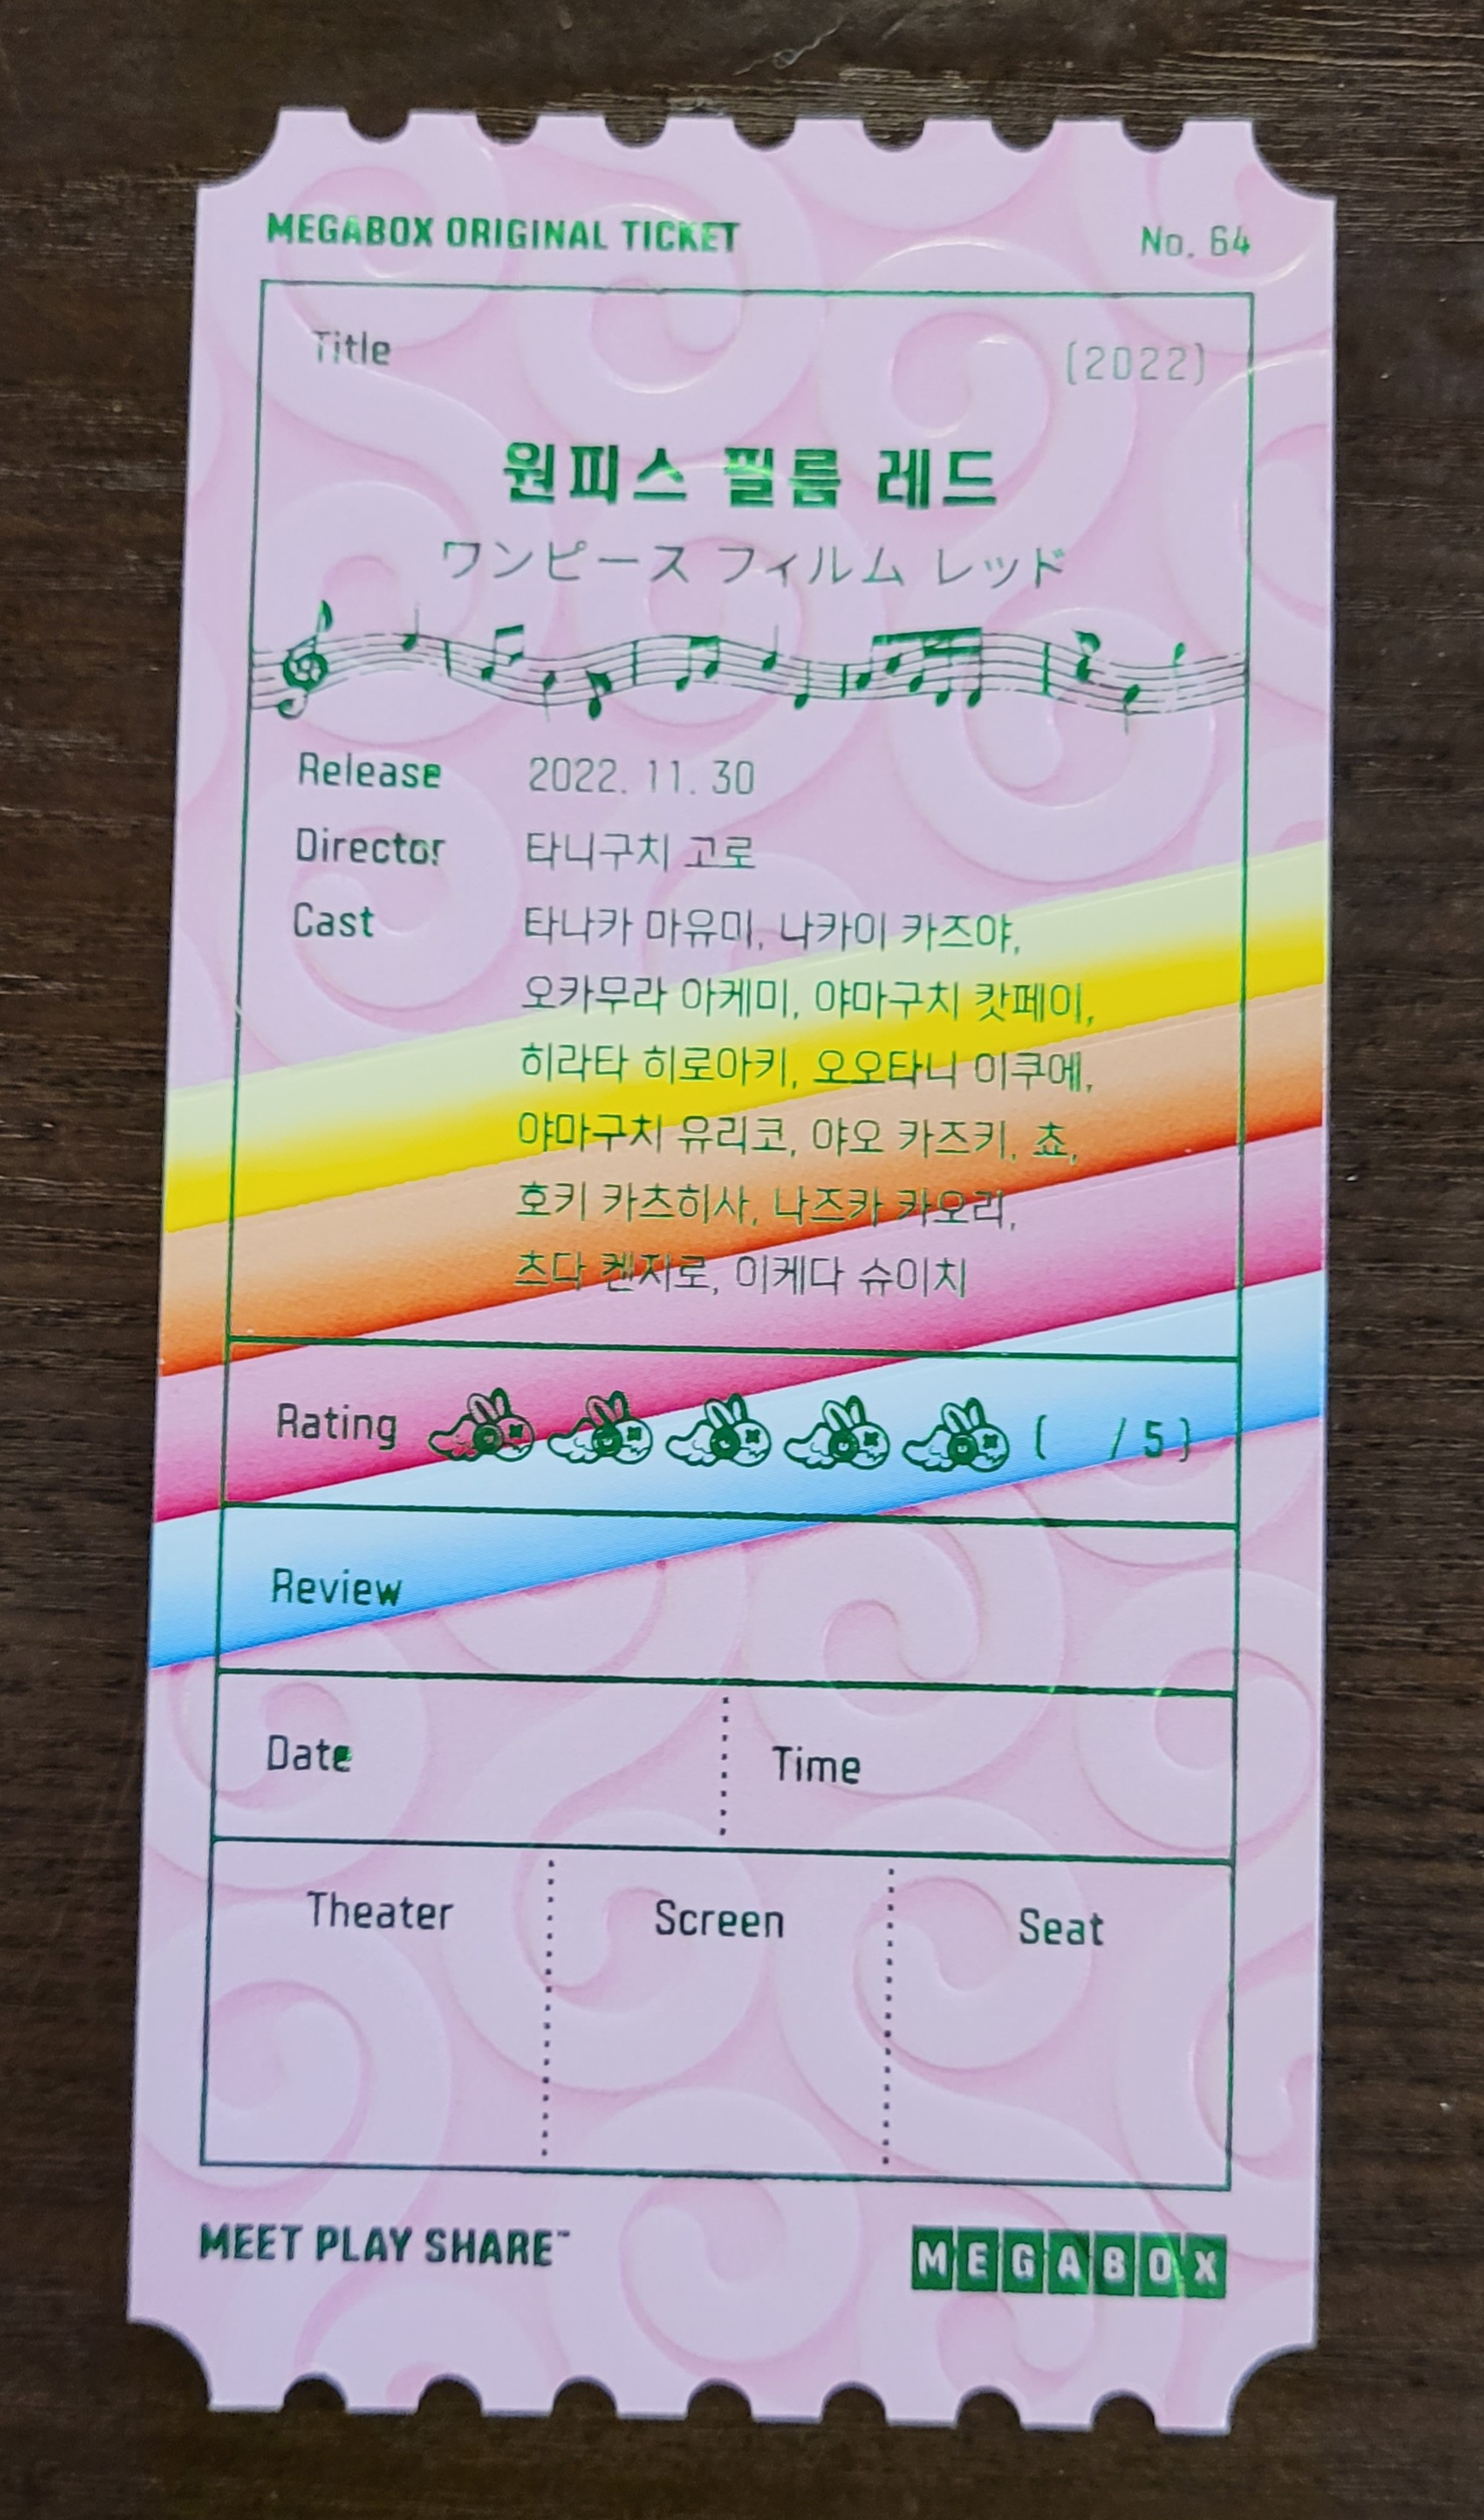 MEGABOX ORIGINAL TICKET No. 64
Title (2022)
원피스 필름 레드
ワンピース フィルム レッド
Release 2022. 11. 30
Director 타니구치 고로
Cast 타나카 마유미, 나카이 카즈야,
오카무라 아케미, 야마구치 캇페이,
히라타 히로아키, 오오타니 이쿠에,
야마구치 유리코, 야오 카즈키, 쵸,
호키 카츠히사, 나즈카 카오리,
츠다 켄지로, 이케다 슈이치
Rating ( / 5 )
Review
Date Time
Theater Screen Seat
MEET PLAY SHARE™ MEGABOX